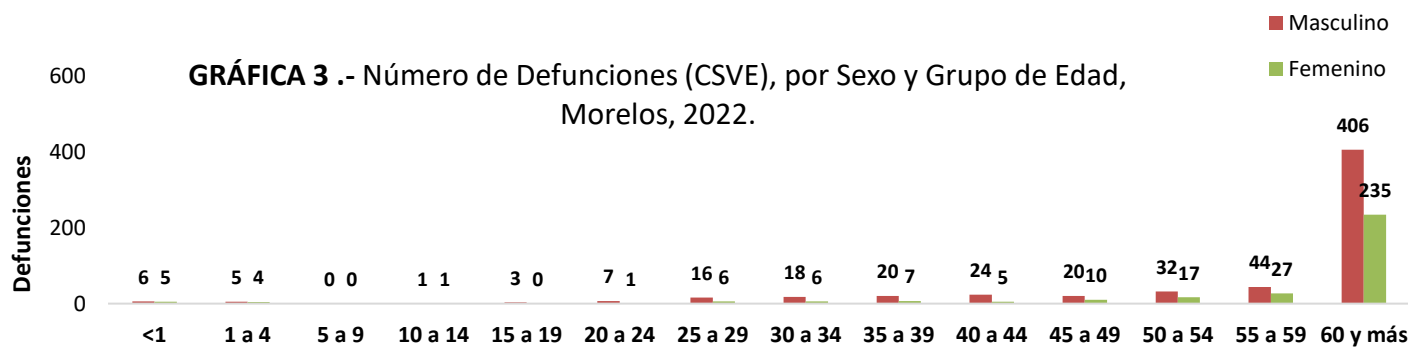 Masculino
Femenino
GRÁFICA 3 .- Número de Defunciones (CSVE), por Sexo y Grupo de Edad,
Morelos, 2022.
Defunciones
600
400
200
0
6 5 5 4 0 0 1 1 3 0 7 1 16 6 18 6 20 7 24 5 20 10 32 17 44 27 406 235
<1 1 a 4 5 a 9 10 a 14 15 a 19 20 a 24 25 a 29 30 a 34 35 a 39 40 a 44 45 a 49 50 a 54 55 a 59 60 y más